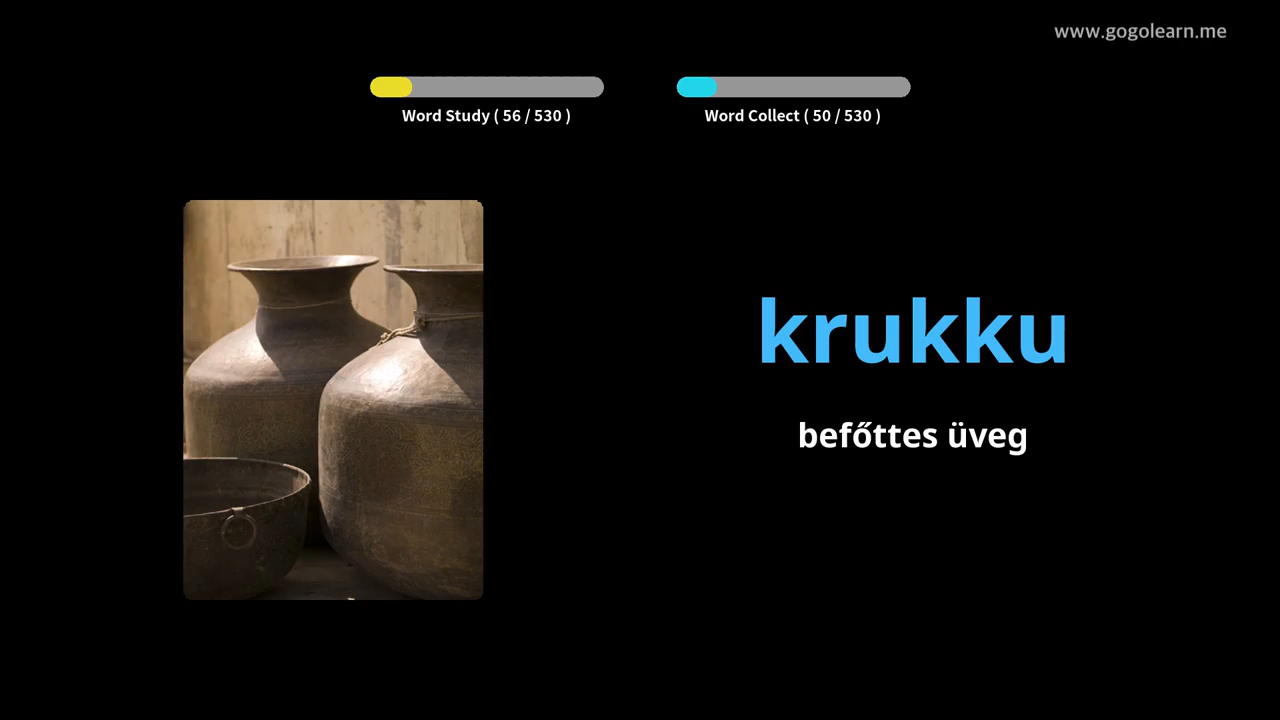 www.gogolearn.me
Word Study ( 56 / 530 )
Word Collect ( 50 / 530 )
krukku
befőttes üveg